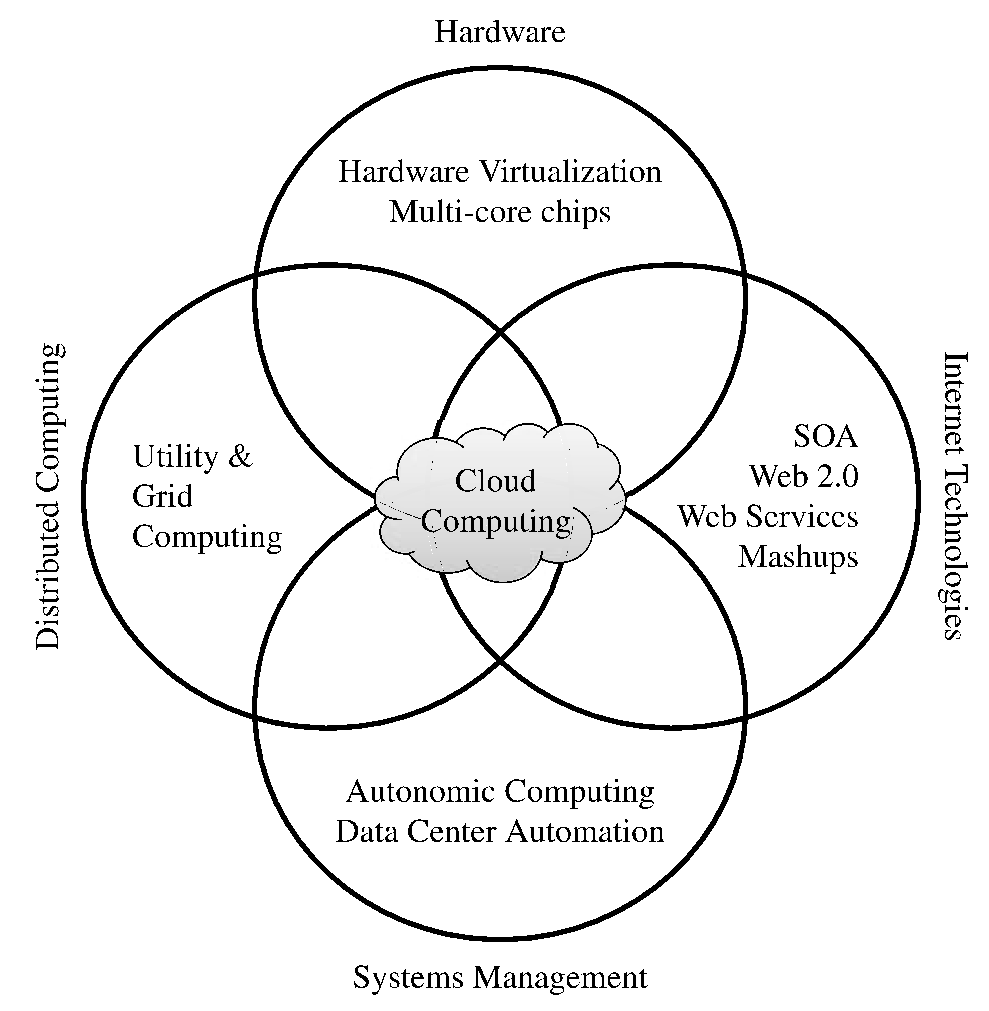 Hardware
Hardware Virtualization
Multi-core chips
Distributed Computing
Utility &
Grid
Computing
Cloud
Computing
SOA
Web 2.0
Web Services
Mashups
Internet Technologies
Autonomic Computing
Data Center Automation
Systems Management